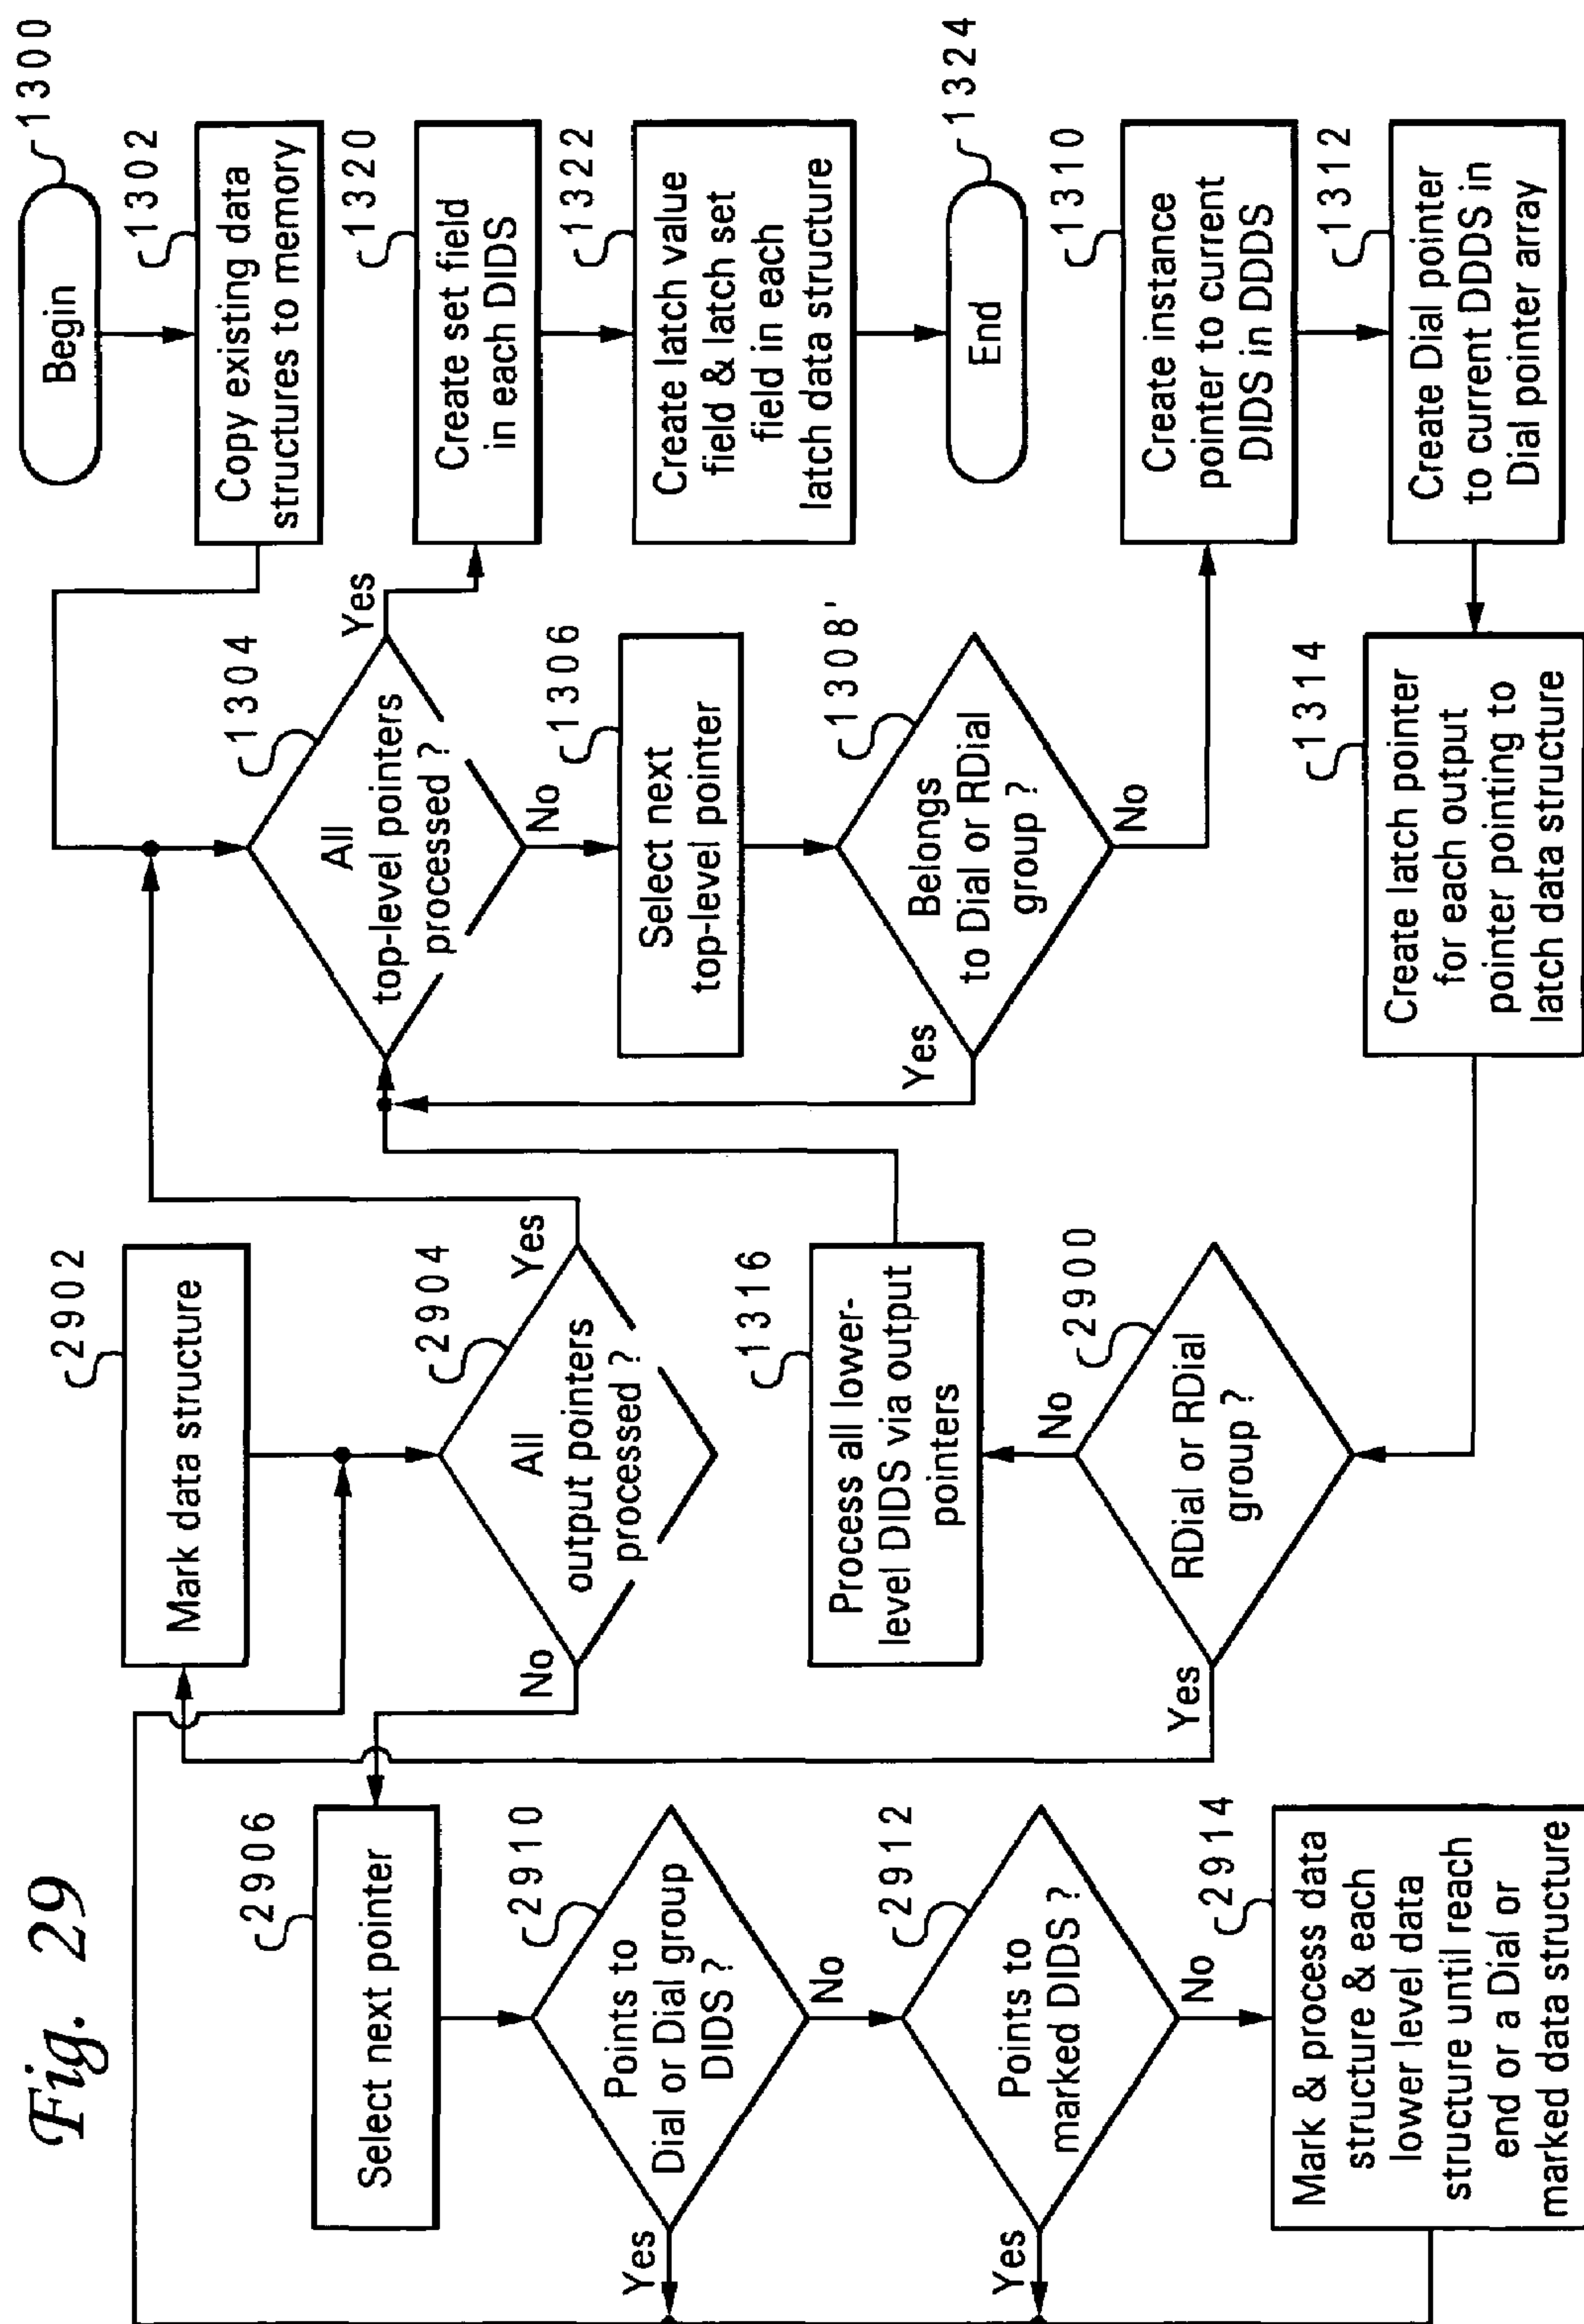 Fig. 29
Begin
1300
Copy existing data
structures to memory
1302
All
top-level pointers
processed ?
1304
Yes
No
Create set field
in each DIDS
1320
Create latch value
field & latch set
field in each
latch data structure
1322
End
1324
Select next
top-level pointer
1306
Belongs
to Dial or RDial
group ?
1308'
Yes
No
Create instance
pointer to current
DIDS in DDDS
1310
Create Dial pointer
to current DDDS in
Dial pointer array
1312
Create latch pointer
for each output
pointer pointing to
latch data structure
1314
RDial or RDial
group ?
2900
No
Yes
Process all lower-
level DIDS via output
pointers
1316
Mark data structure
2902
All
output pointers
processed ?
2904
Yes
No
Select next pointer
2906
Points to
Dial or Dial group
DIDS ?
2910
Yes
No
Points to
marked DIDS ?
2912
Yes
No
Mark & process data
structure & each
lower level data
structure until reach
end or a Dial or
marked data structure
2914